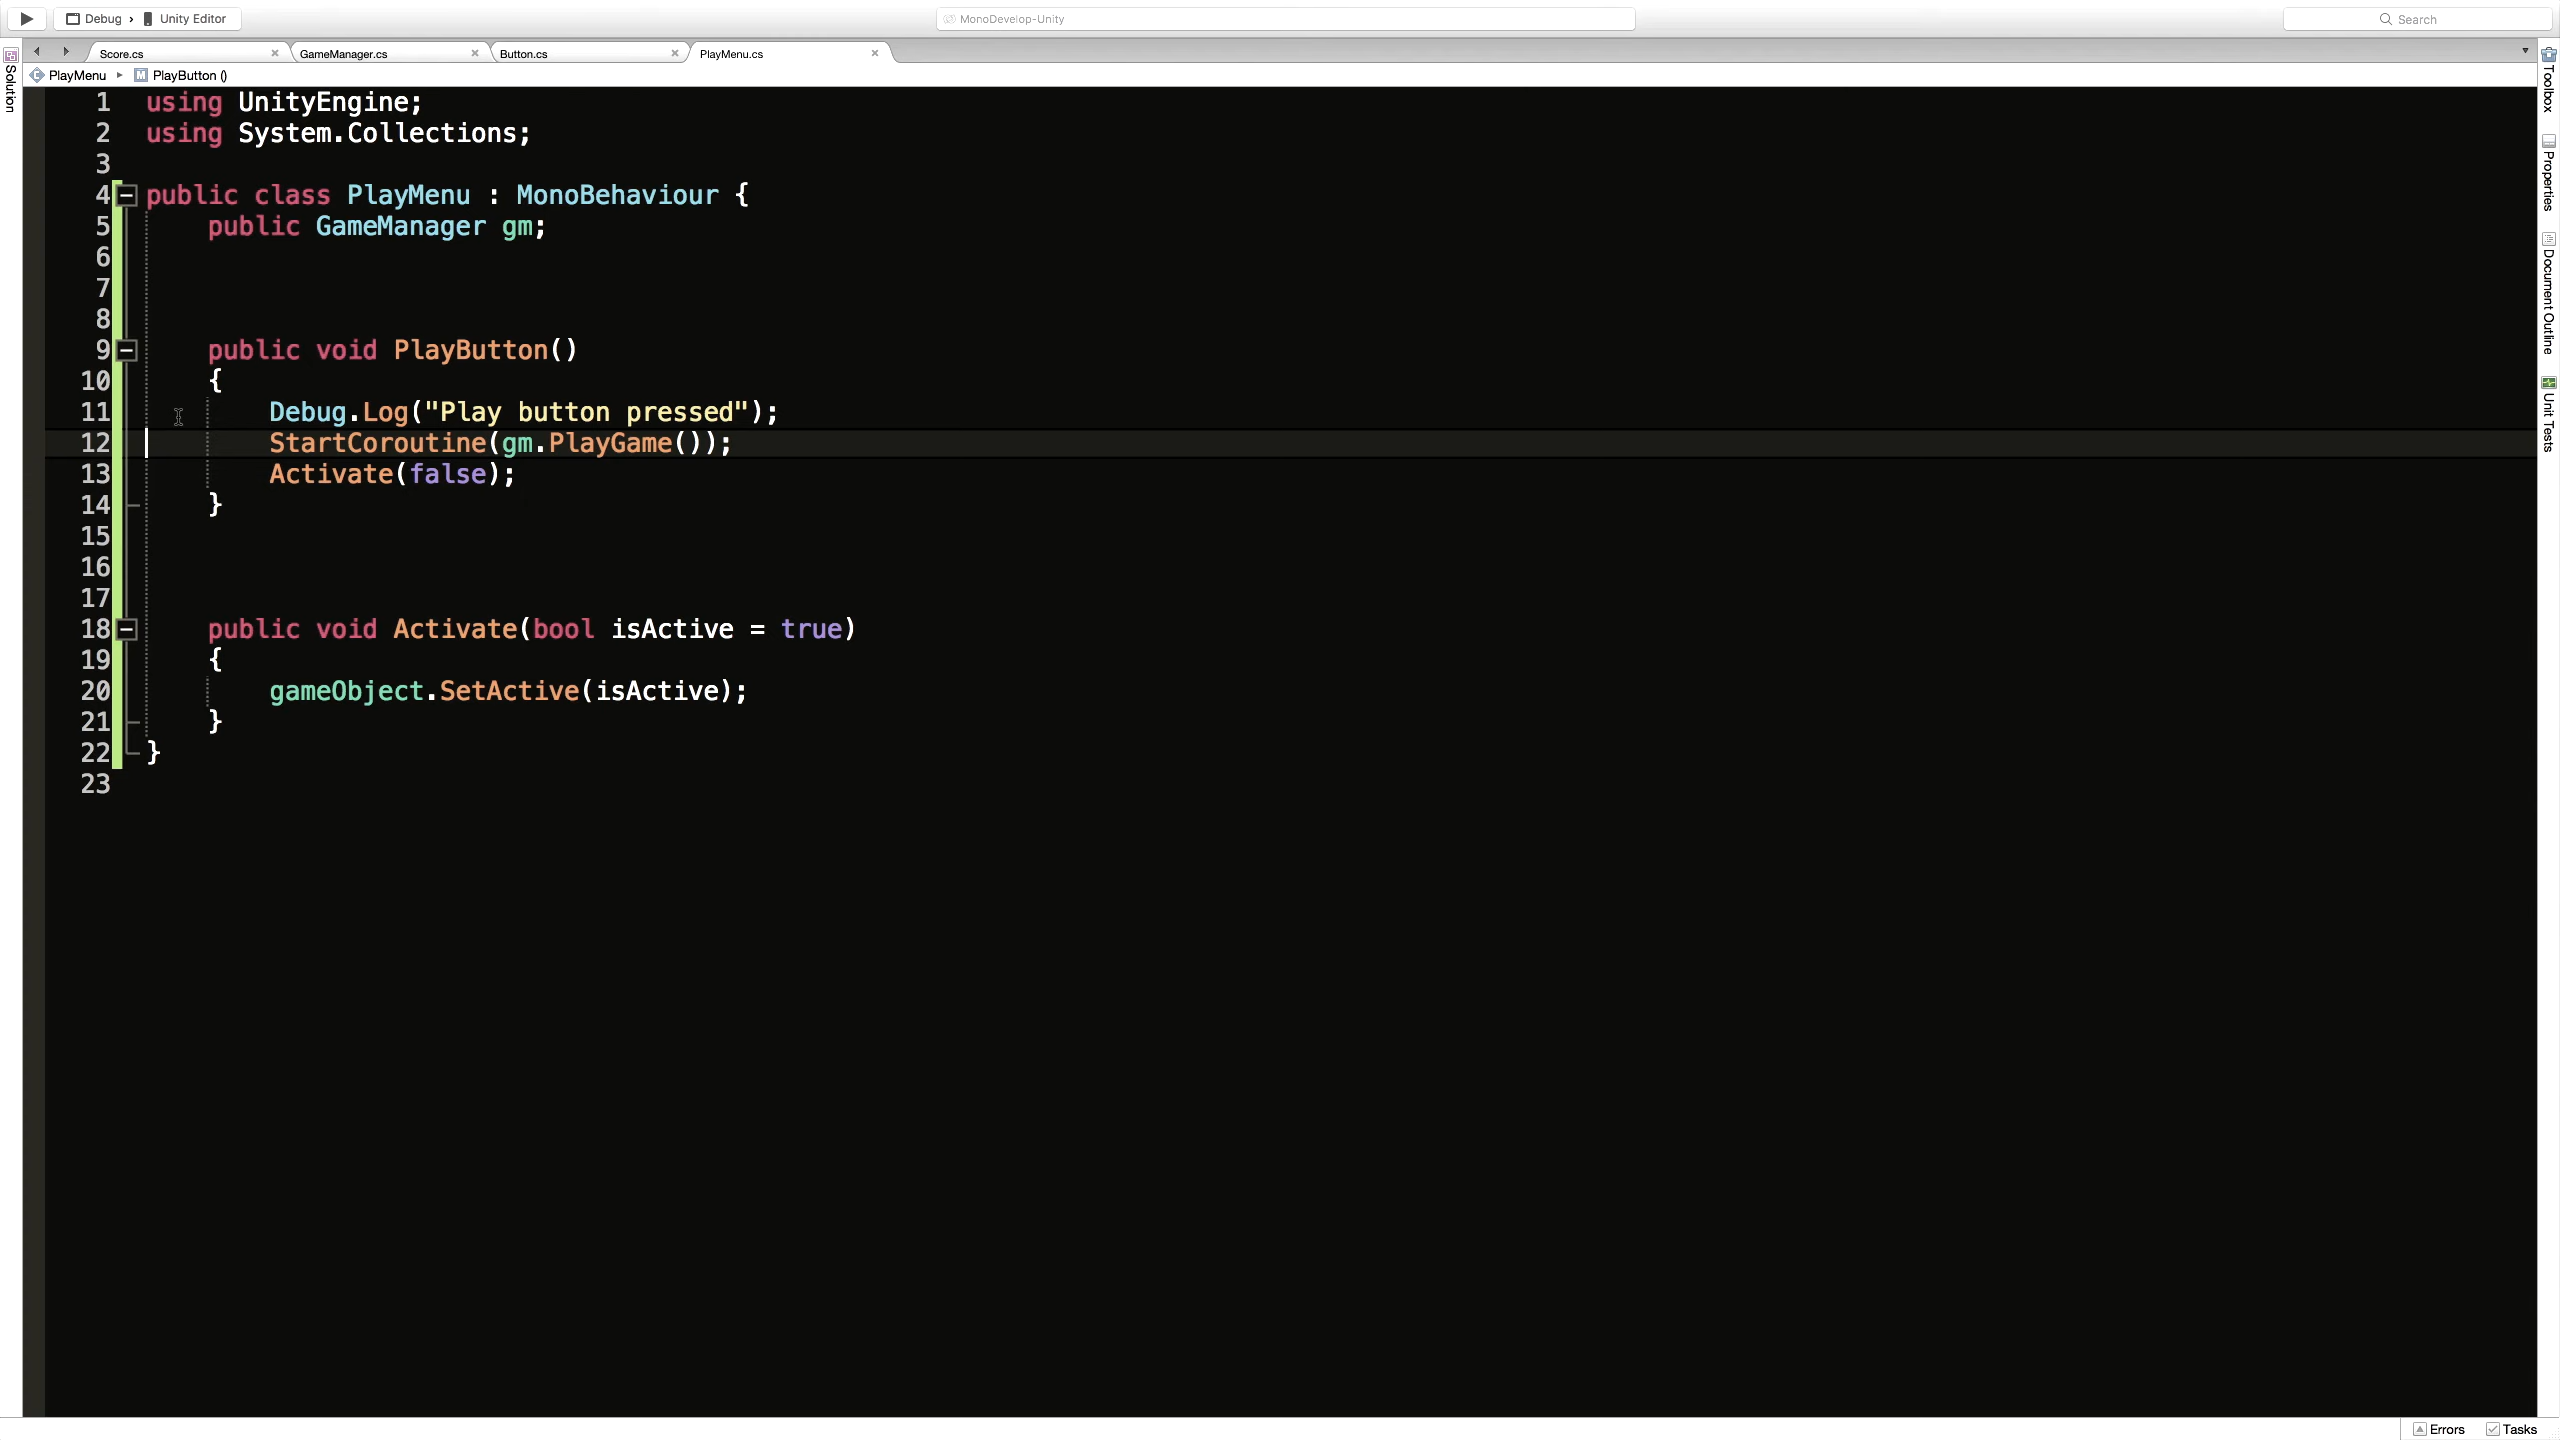 Debug › Unity Editor
MonoDevelop-Unity
Search
Score.cs GameManager.cs Button.cs PlayMenu.cs
PlayMenu PlayButton ()
Solution
Toolbox
Properties
Document Outline
Unit Tests
1 using UnityEngine;
2 using System.Collections;
3
4 public class PlayMenu : MonoBehaviour {
5 public GameManager gm;
6
7
8
9 public void PlayButton()
10 {
11 Debug.Log("Play button pressed");
12 StartCoroutine(gm.PlayGame());
13 Activate(false);
14 }
15
16
17
18 public void Activate(bool isActive = true)
19 {
20 gameObject.SetActive(isActive);
21 }
22 }
23
Errors Tasks